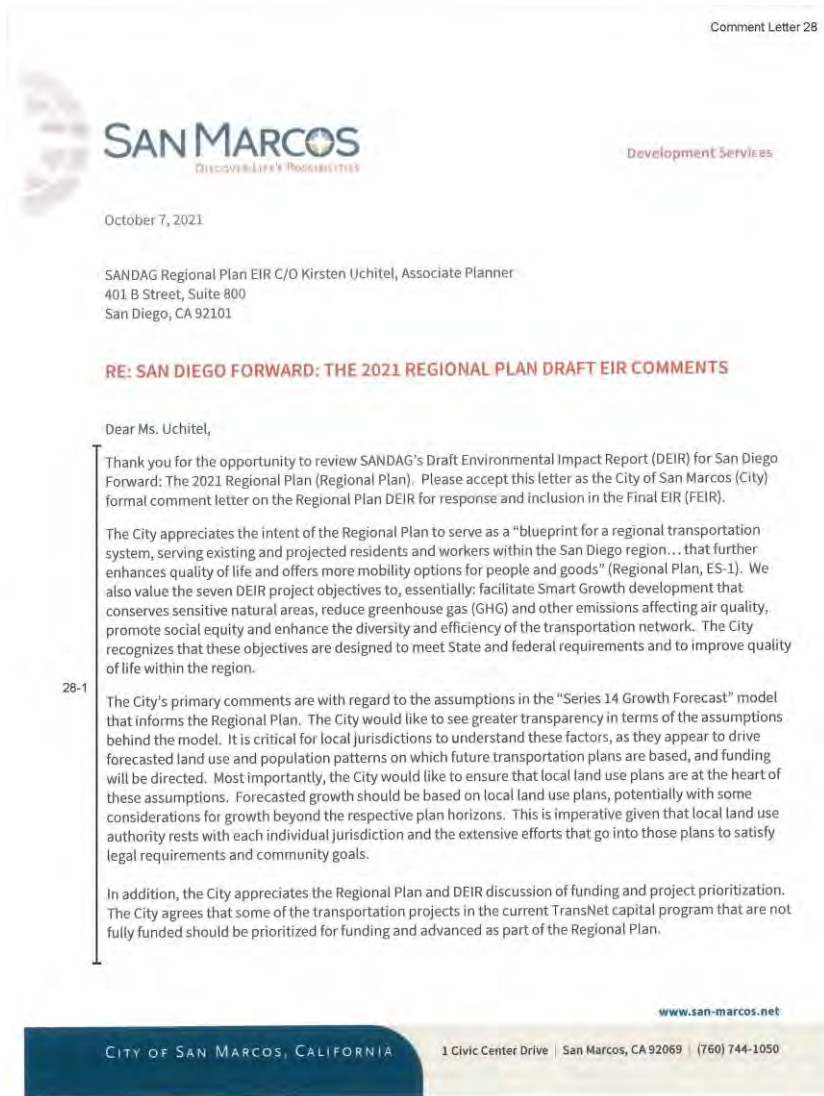 Comment Letter 28
SAN MARCOS
DISCOVER LIFE'S POSSIBILITIES
Development Services
October 7, 2021
SANDAG Regional Plan EIR C/O Kirsten Uchitel, Associate Planner
401 B Street, Suite 800
San Diego, CA 92101
RE: SAN DIEGO FORWARD: THE 2021 REGIONAL PLAN DRAFT EIR COMMENTS
Dear Ms. Uchitel,
Thank you for the opportunity to review SANDAG's Draft Environmental Impact Report (DEIR) for San Diego
Forward: The 2021 Regional Plan (Regional Plan). Please accept this letter as the City of San Marcos (City)
formal comment letter on the Regional Plan DEIR for response and inclusion in the Final EIR (FEIR).
The City appreciates the intent of the Regional Plan to serve as a "blueprint for a regional transportation
system, serving existing and projected residents and workers within the San Diego region... that further
enhances quality of life and offers more mobility options for people and goods" (Regional Plan, ES-1). We
also value the seven DEIR project objectives to, essentially: facilitate Smart Growth development that
conserves sensitive natural areas, reduce greenhouse gas (GHG) and other emissions affecting air quality,
promote social equity and enhance the diversity and efficiency of the transportation network. The City
recognizes that these objectives are designed to meet State and federal requirements and to improve quality
of life within the region.
28-1
The City's primary comments are with regard to the assumptions in the "Series 14 Growth Forecast" model
that informs the Regional Plan. The City would like to see greater transparency in terms of the assumptions
behind the model. It is critical for local jurisdictions to understand these factors, as they appear to drive
forecasted land use and population patterns on which future transportation plans are based, and funding
will be directed. Most importantly, the City would like to ensure that local land use plans are at the heart of
these assumptions. Forecasted growth should be based on local land use plans, potentially with some
considerations for growth beyond the respective plan horizons. This is imperative given that local land use
authority rests with each individual jurisdiction and the extensive efforts that go into those plans to satisfy
legal requirements and community goals.
In addition, the City appreciates the Regional Plan and DEIR discussion of funding and project prioritization.
The City agrees that some of the transportation projects in the current TransNet capital program that are not
fully funded should be prioritized for funding and advanced as part of the Regional Plan.
www.san-marcos.net
CITY OF SAN MARCOS, CALIFORNIA
1 Civic Center Drive | San Marcos, CA 92069 | (760) 744-1050